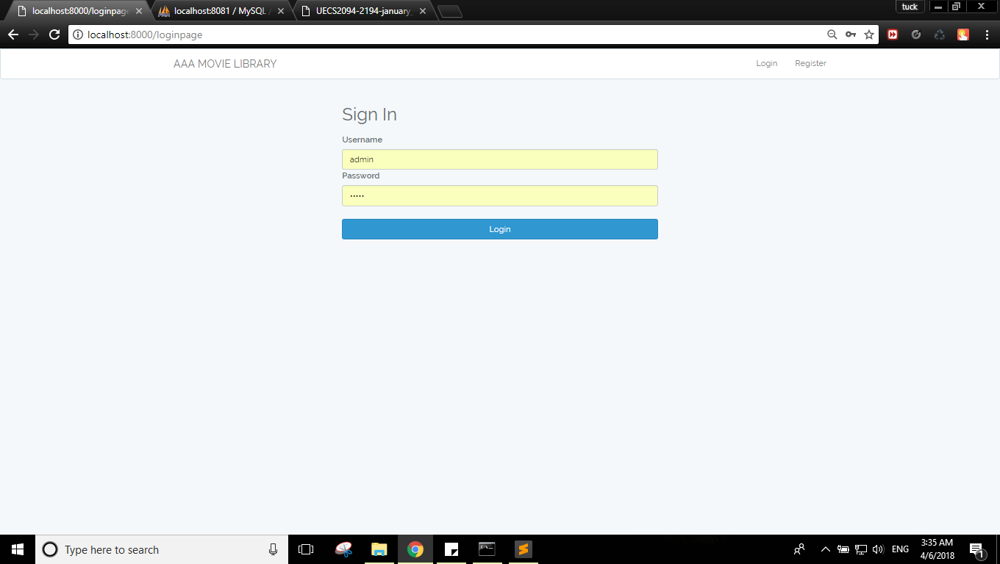 localhost:8000/loginpage
localhost:8081 / MySQL /
UECS2094-2194-january
tuck
localhost:8000/loginpage
AAA MOVIE LIBRARY
Login
Register
Sign In
Username
admin
Password
•••••
Login
Type here to search
ENG
3:35 AM
4/6/2018
1